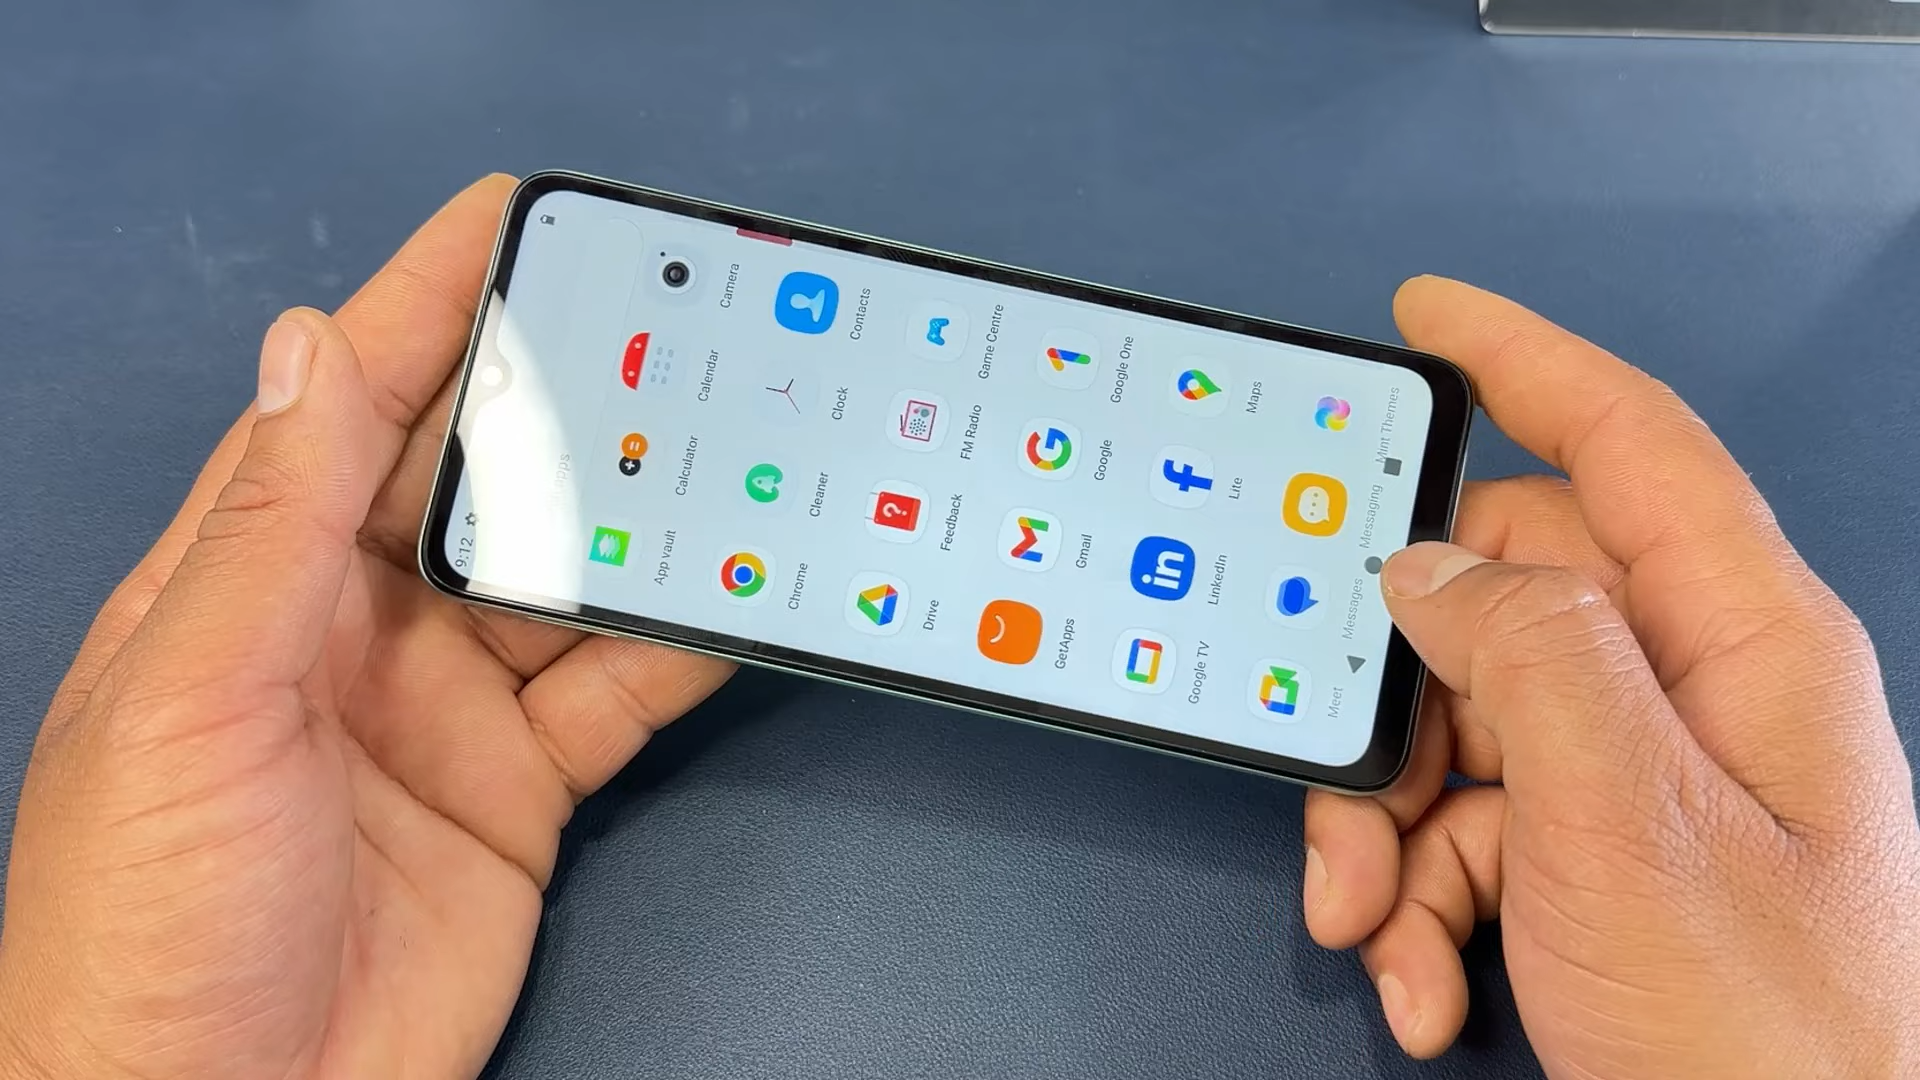 9:12
App vault
Calculator
Calendar
Camera
Chrome
Cleaner
Clock
Contacts
Drive
Feedback
FM Radio
Game Centre
GetApps
Gmail
Google
Google One
Google TV
LinkedIn
Lite
Maps
Meet
Messages
Messaging
Mint Themes